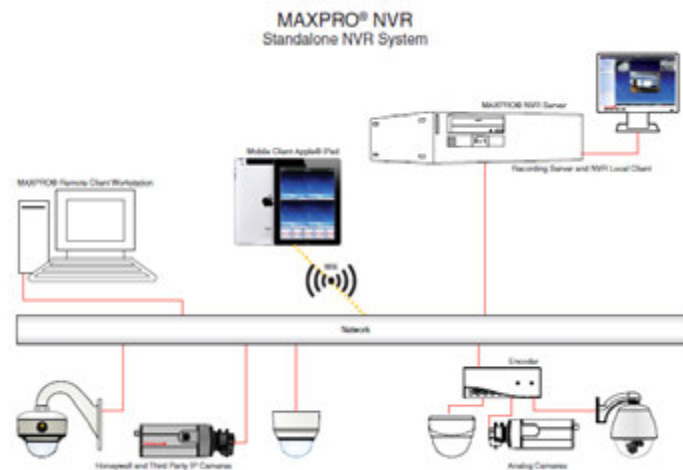 MAXPRO® NVR
Standalone NVR System
MAXPRO® NVR Server
Mobile Client Apple® iPad
Recording Server and NVR Local Client
MAXPRO® Remote Client Workstation
Network
Encoder
Honeywell and Third Party IP Cameras
Analog Cameras